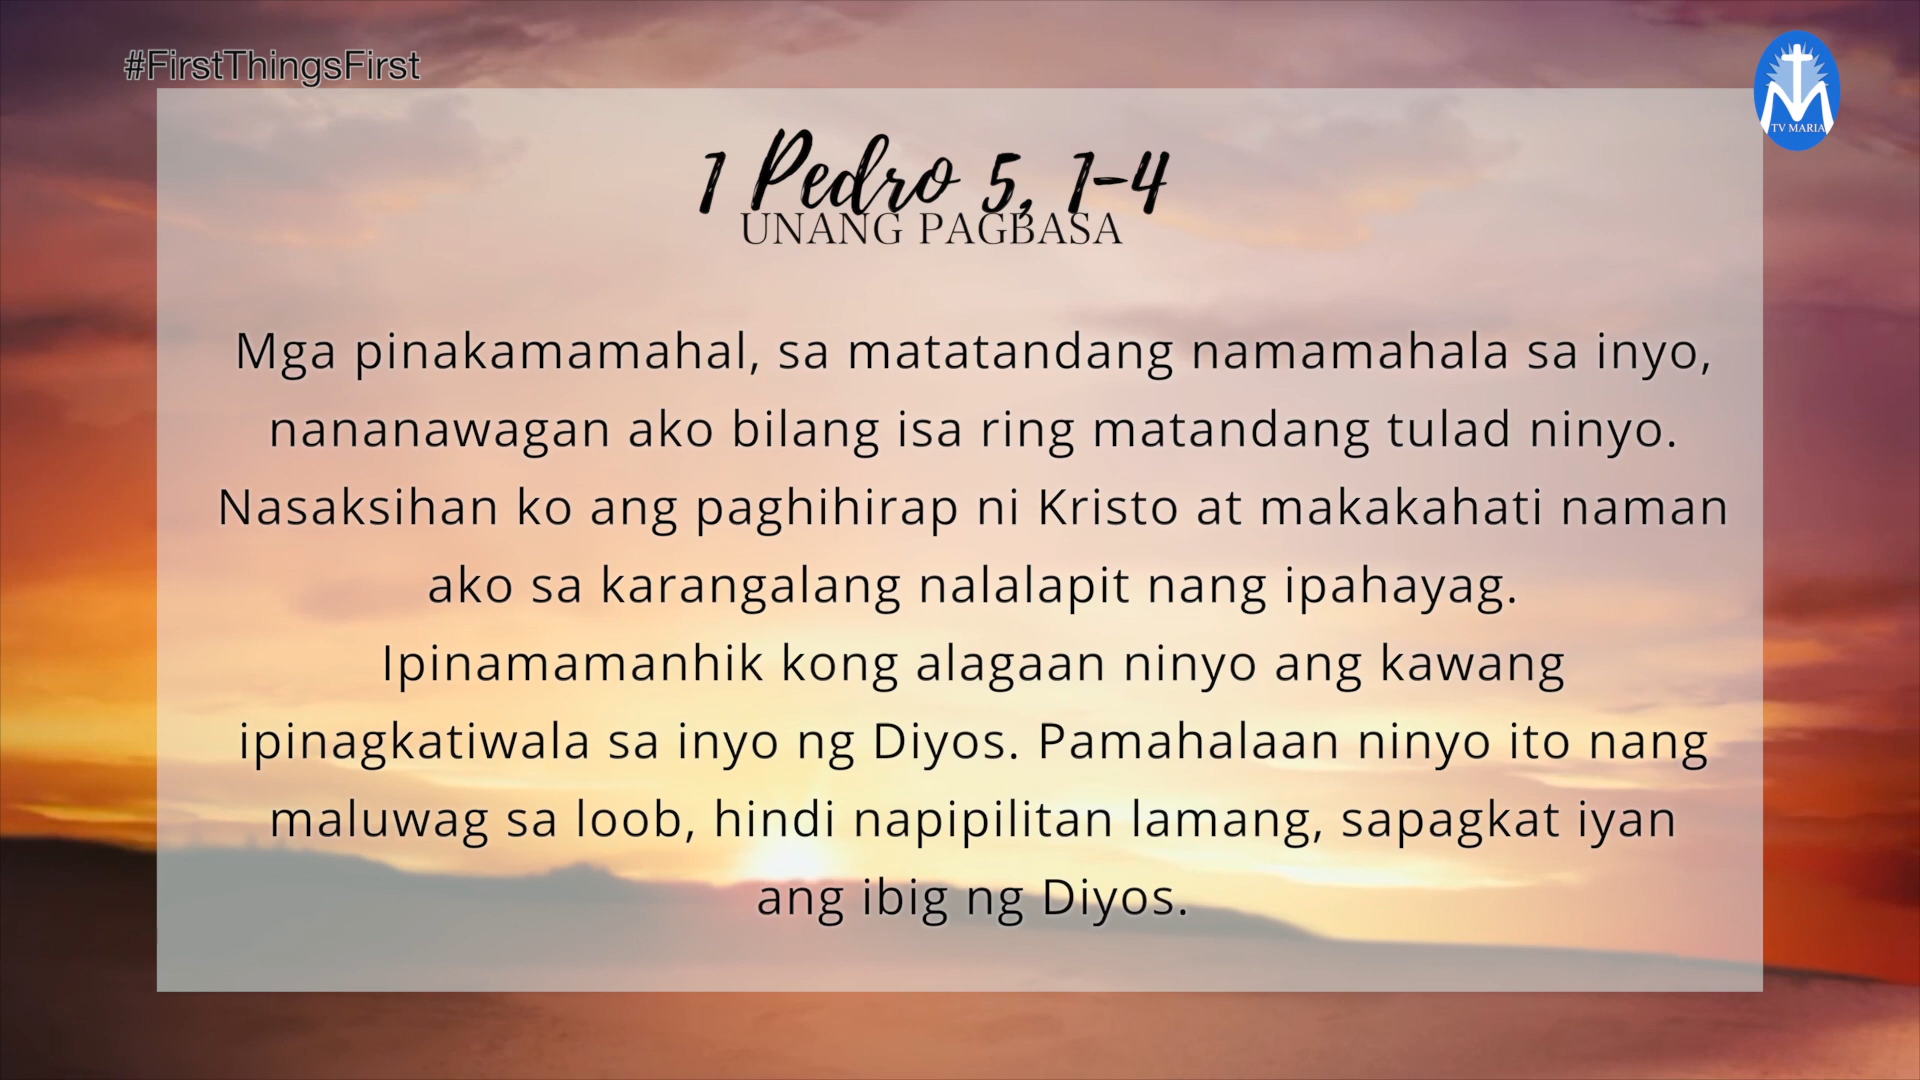 #FirstThingsFirst
TV MARIA
1 Pedro 5, 1-4
UNANG PAGBASA
Mga pinakamamahal, sa matatandang namamahala sa inyo,
nananawagan ako bilang isa ring matandang tulad ninyo.
Nasaksihan ko ang paghihirap ni Kristo at makakahati naman
ako sa karangalang nalalapit nang ipahayag.
Ipinamamanhik kong alagaan ninyo ang kawang
ipinagkatiwala sa inyo ng Diyos. Pamahalaan ninyo ito nang
maluwag sa loob, hindi napipilitan lamang, sapagkat iyan
ang ibig ng Diyos.